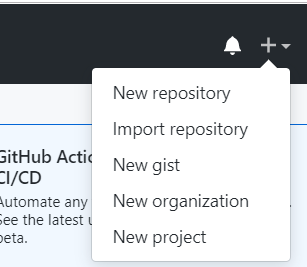 New repository
Import repository
New gist
New organization
New project
GitHub Actio
CI/CD
Automate any
See the latest u
beta.